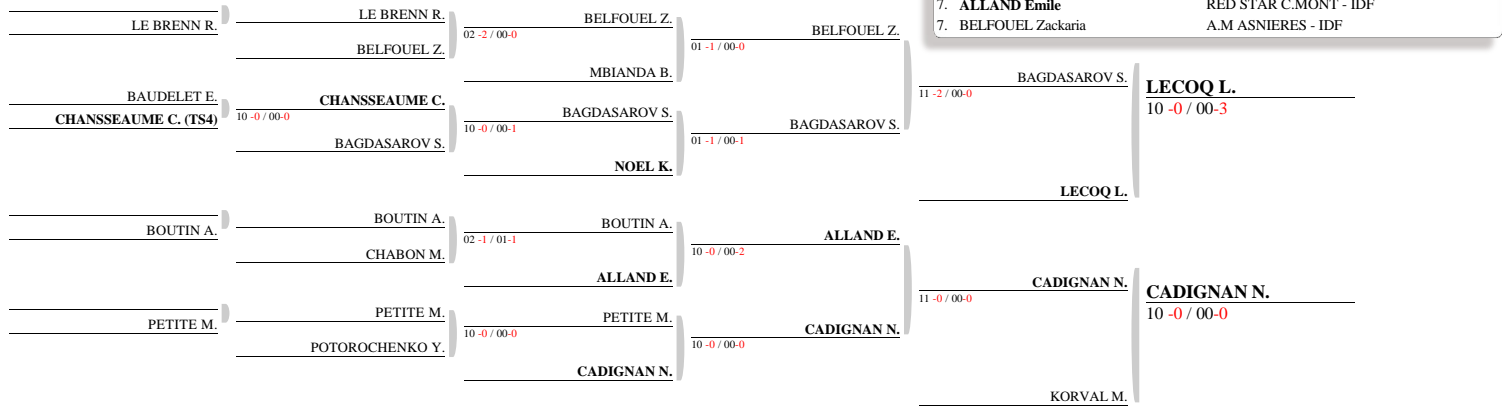 7. ALLAND Emile RED STAR C.MONT - IDF
7. BELFOUEL Zackaria A.M ASNIERES - IDF
LE BRENN R.
LE BRENN R.
BELFOUEL Z.
BELFOUEL Z.
02 -2 / 00-0
MBIANDA B.
BELFOUEL Z.
01 -1 / 00-0
BAUDELET E.
CHANSSEAUME C. (TS4)
CHANSSEAUME C.
10 -0 / 00-0
BAGDASAROV S.
BAGDASAROV S.
10 -0 / 00-1
NOEL K.
BAGDASAROV S.
01 -1 / 00-1
BAGDASAROV S.
11 -2 / 00-0
LECOQ L.
LECOQ L.
10 -0 / 00-3
BOUTIN A.
BOUTIN A.
CHABON M.
BOUTIN A.
02 -1 / 01-1
ALLAND E.
ALLAND E.
10 -0 / 00-2
PETITE M.
PETITE M.
POTOROCHENKO Y.
PETITE M.
10 -0 / 00-0
CADIGNAN N.
CADIGNAN N.
10 -0 / 00-0
CADIGNAN N.
11 -0 / 00-0
KORVAL M.
CADIGNAN N.
10 -0 / 00-0